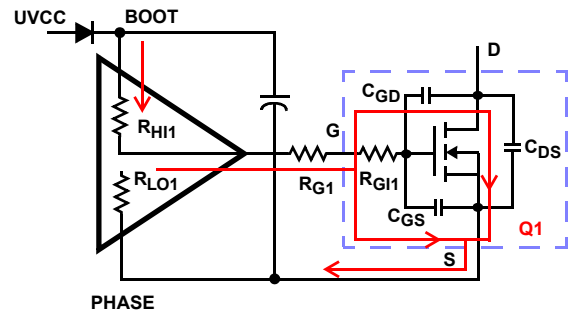 UVCC
BOOT
D
CGD
RHI1
G
CDS
RLO1
RG1
RGI1
CGS
Q1
S
PHASE